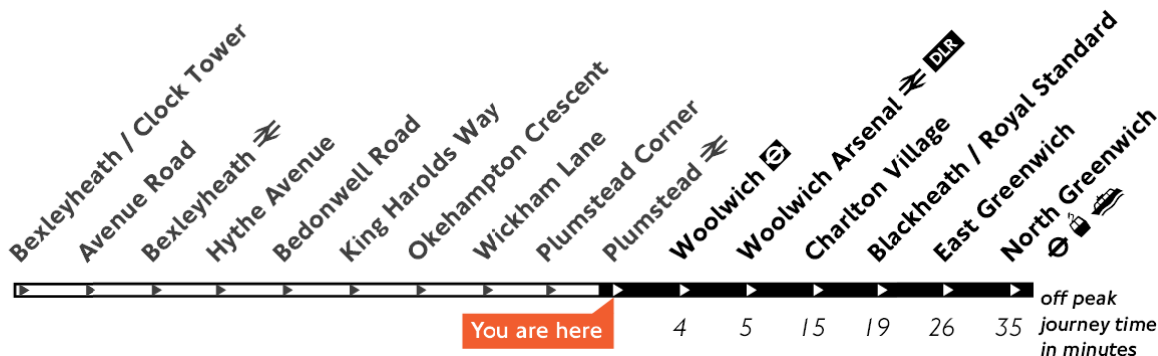 Bexleyheath / Clock Tower
Avenue Road
Bexleyheath
Hythe Avenue
Bedonwell Road
King Harolds Way
Okehampton Crescent
Wickham Lane
Plumstead Corner
Plumstead
Woolwich
Woolwich Arsenal DLR
Charlton Village
Blackheath / Royal Standard
East Greenwich
North Greenwich
You are here
4 5 15 19 26 35
off peak
journey time
in minutes